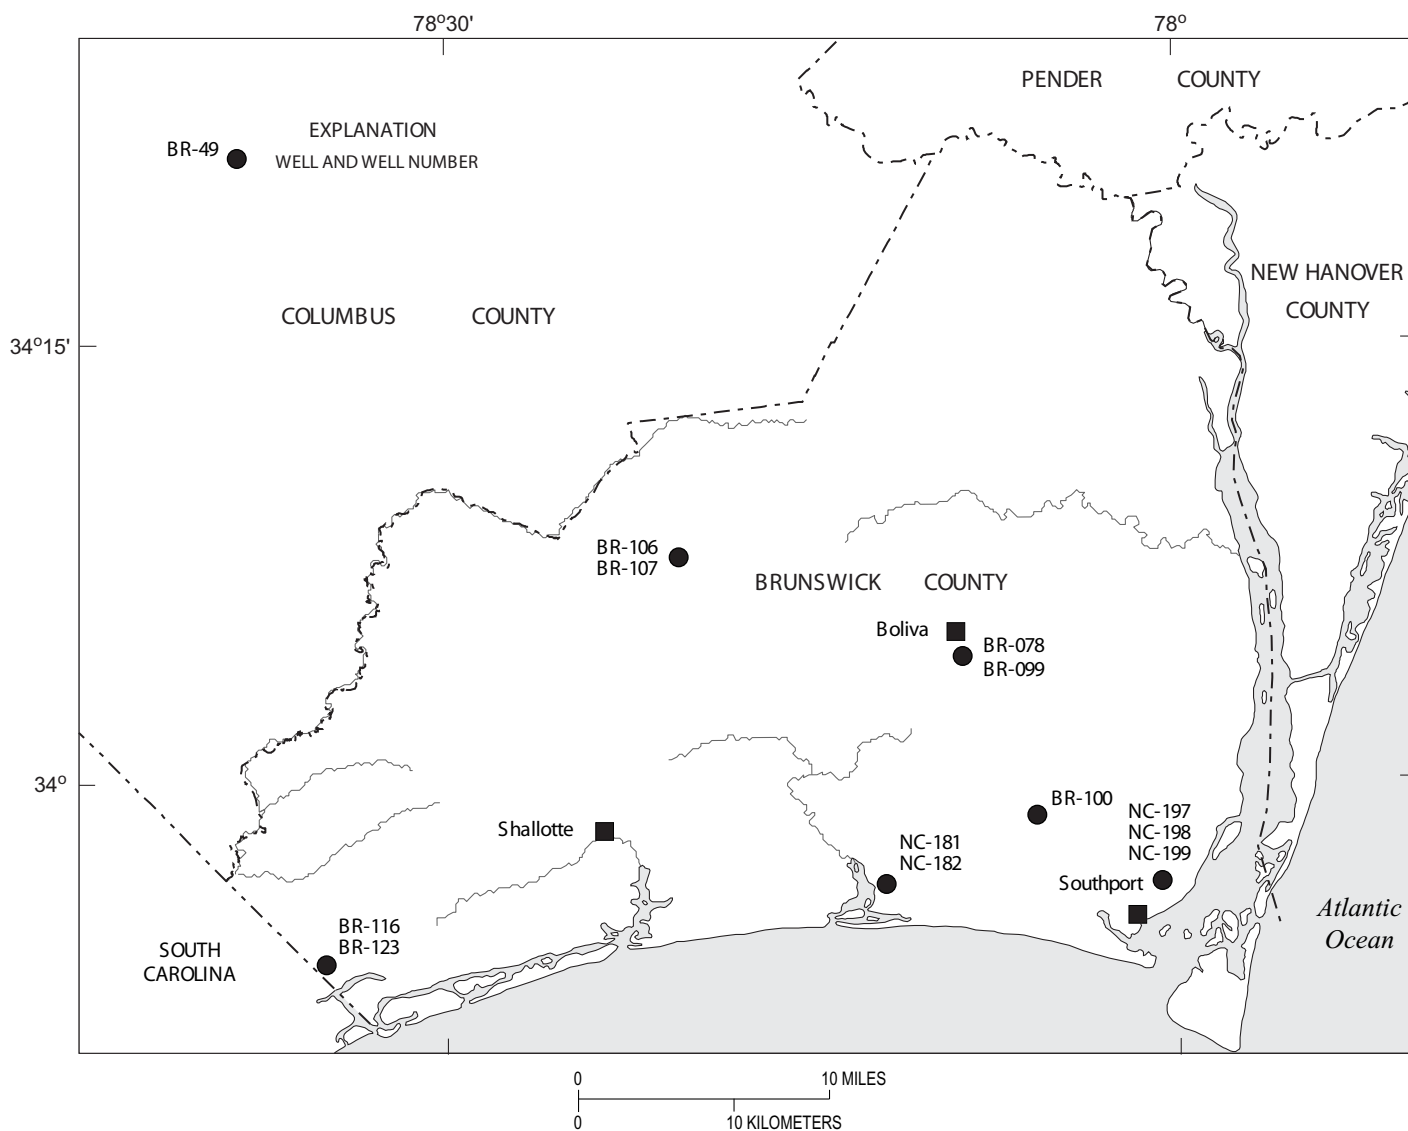 78°30'
78°
PENDER COUNTY
EXPLANATION
BR-49
WELL AND WELL NUMBER
NEW HANOVER
COUNTY
COLUMBUS COUNTY
34°15'
BR-106
BR-107
BRUNSWICK COUNTY
Boliva
BR-078
BR-099
34°
BR-100
NC-197
NC-198
NC-199
Shallotte
NC-181
NC-182
Southport
BR-116
BR-123
Atlantic
Ocean
SOUTH
CAROLINA
0 10 MILES
0 10 KILOMETERS